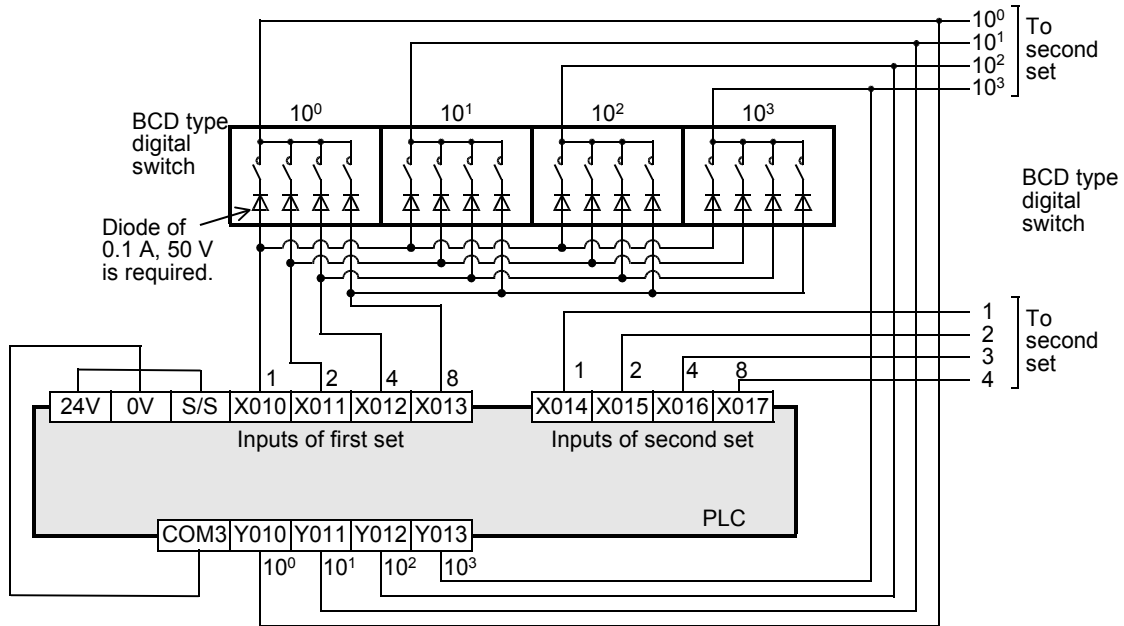 10⁰
10¹
10²
10³
To
second
set
BCD type
digital
switch
10⁰ 10¹ 10² 10³
BCD type
digital
switch
Diode of
0.1 A, 50 V
is required.
1
2
3
4
To
second
set
1 2 4 8
1 2 4 8
24V 0V S/S X010 X011 X012 X013
X014 X015 X016 X017
Inputs of first set
Inputs of second set
PLC
COM3 Y010 Y011 Y012 Y013
10⁰ 10¹ 10² 10³